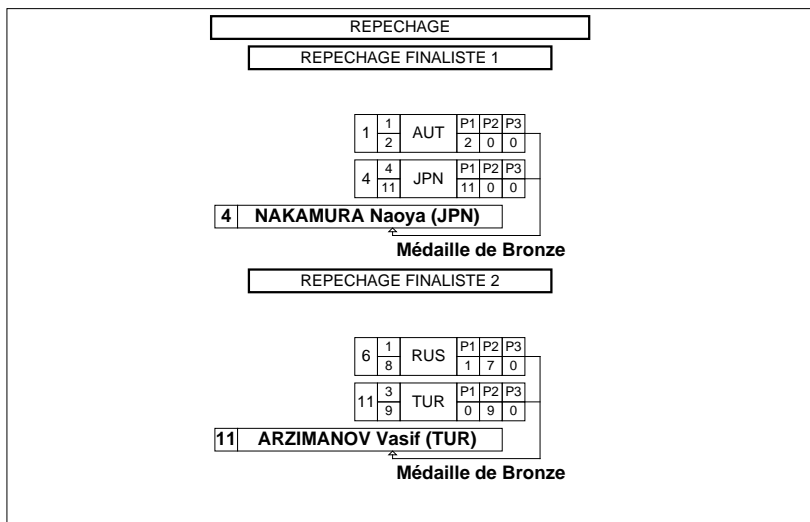 REPECHAGE
REPECHAGE FINALISTE 1
1 1 AUT P1 P2 P3
2 2 0 0
4 4 JPN P1 P2 P3
11 11 0 0
4 NAKAMURA Naoya (JPN)
Médaille de Bronze
REPECHAGE FINALISTE 2
6 1 RUS P1 P2 P3
8 1 7 0
11 3 TUR P1 P2 P3
9 0 9 0
11 ARZIMANOV Vasif (TUR)
Médaille de Bronze